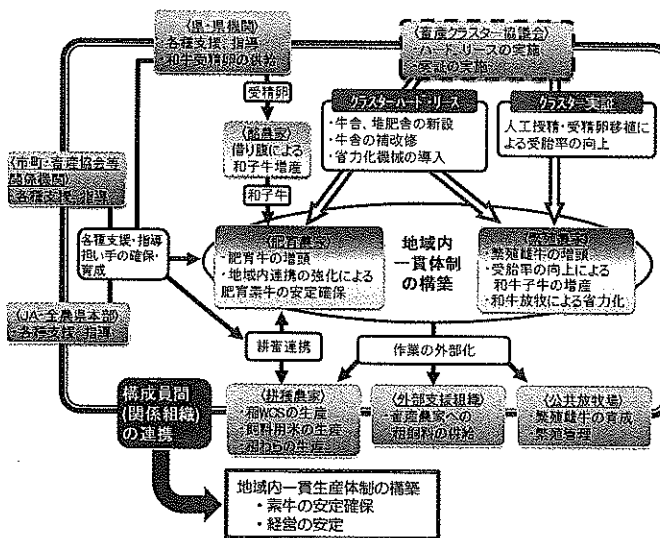 (県・県機関)
各種支援、指導
・和牛受精卵の供給
(畜産クラスター協議会)
ハード・リースの実施
・実証の実施
受精卵
クラスターハード・リース
・牛舎、堆肥舎の新設
・牛舎の補改修
・省力化機械の導入
クラスター実証
人工授精・受精卵移植に
よる受胎率の向上
(酪農家)
借り腹による
和子牛増産
(市町・畜産協会等
関係機関)
各種支援、指導
和子牛
各種支援・指導
担い手の確保・
育成
(肥育農家)
・肥育牛の増頭
・地域内連携の強化による
肥育素牛の安定確保
地域内
一貫体制
の構築
(繁殖農家)
・繁殖雌牛の増頭
・受胎率の向上による
和牛子牛の増産
・和牛放牧による省力化
(JA・全農県本部)
各種支援・指導
耕畜連携
作業の外部化
構成員間
(関係組織)
の連携
(耕種農家)
・稲WCSの生産
・飼料用米の生産
・稲わらの生産
(外部支援組織)
・畜産農家への
粗飼料の供給
(公共放牧場)
・繁殖雌牛の育成
・繁殖管理
地域内一貫生産体制の構築
・素牛の安定確保
・経営の安定